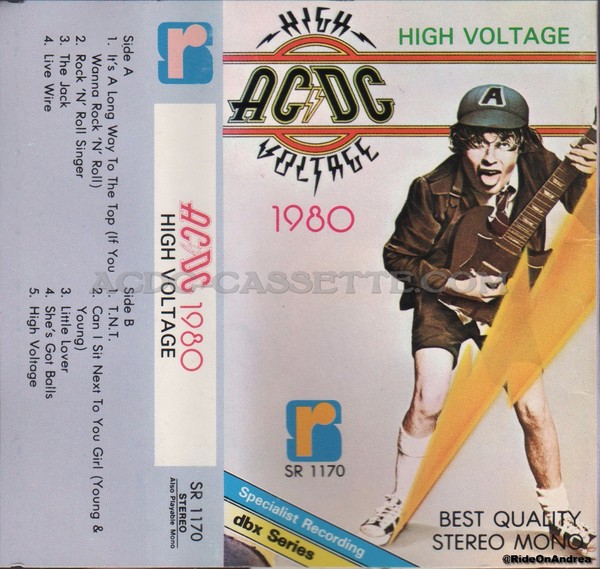 Side A
1. It's A Long Way To The Top (If You
Wanna Rock 'N' Roll)
2. Rock 'N' Roll Singer
3. The Jack
4. Live Wire
Side B
1. T.N.T.
2. Can I Sit Next To You Girl (Young &
Young)
3. Little Lover
4. She's Got Balls
5. High Voltage
sr
AC/DC 1980
HIGH VOLTAGE
SR 1170
STEREO
Also Playable Mono
HIGH
AC/DC
VOLTAGE
HIGH VOLTAGE
A
1980
ACDC-CASSETTE.COM
sr
SR 1170
Specialist Recording
dbx Series
BEST QUALITY
STEREO MONO
@RideOnAndrea